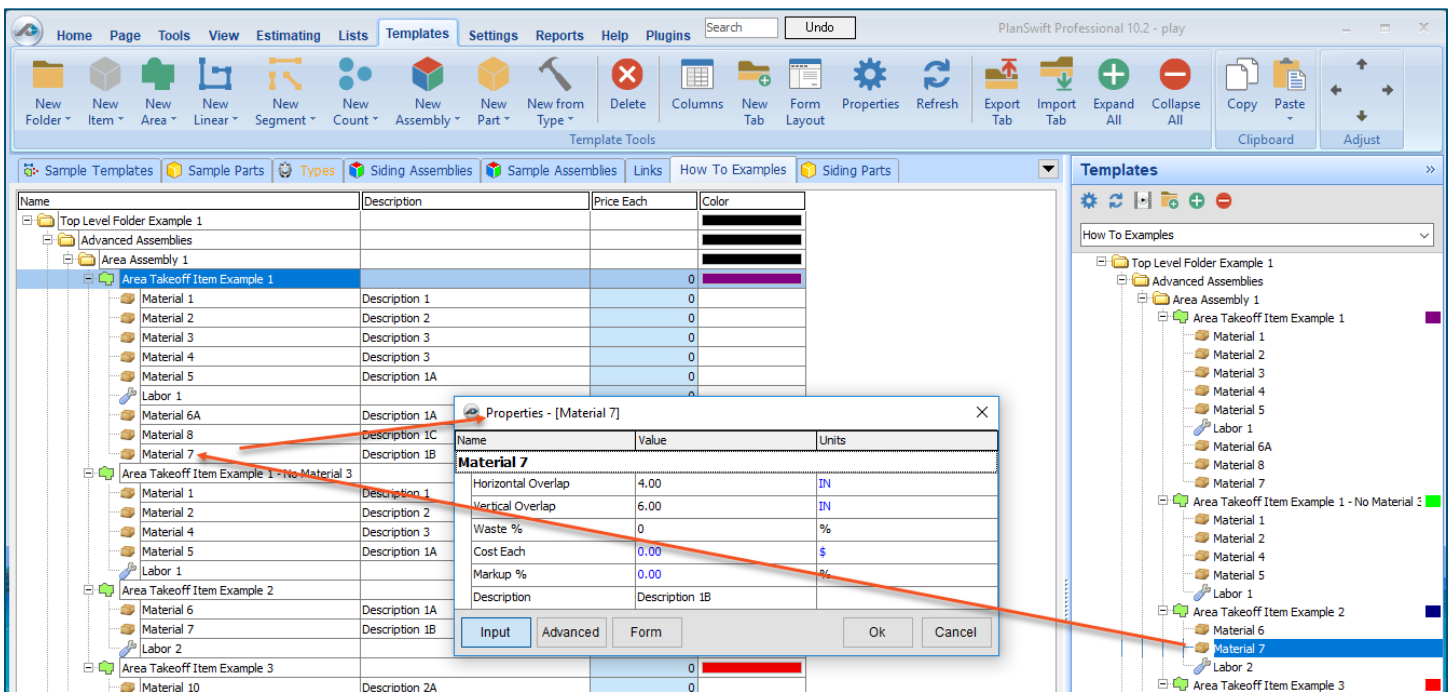 Home Page Tools View Estimating Lists Templates Settings Reports Help Plugins Search Undo PlanSwift Professional 10.2 - play
New Folder New Item New Area New Linear New Segment New Count New Assembly New Part New from Type Delete Columns New Tab Form Layout Properties Refresh Export Tab Import Tab Expand All Collapse All Copy Paste
Template Tools Clipboard Adjust
Sample Templates Sample Parts Types Siding Assemblies Sample Assemblies Links How To Examples Siding Parts
Name Description Price Each Color
Top Level Folder Example 1
Advanced Assemblies
Area Assembly 1
Area Takeoff Item Example 1 0
Material 1 Description 1 0
Material 2 Description 2 0
Material 3 Description 3 0
Material 4 Description 3 0
Material 5 Description 1A 0
Labor 1 0
Material 6A Description 1A
Material 8 Description 1C
Material 7 Description 1B
Area Takeoff Item Example 1 - No Material 3
Material 1 Description 1
Material 2 Description 2
Material 4 Description 3
Material 5 Description 1A
Labor 1
Area Takeoff Item Example 2
Material 6 Description 1A
Material 7 Description 1B
Labor 2
Area Takeoff Item Example 3 0
Material 10 Description 2A 0
Properties - [Material 7]
Name Value Units
Material 7
Horizontal Overlap 4.00 IN
Vertical Overlap 6.00 IN
Waste % 0 %
Cost Each 0.00 $
Markup % 0.00 %
Description Description 1B
Input Advanced Form Ok Cancel
Templates
How To Examples
Top Level Folder Example 1
Advanced Assemblies
Area Assembly 1
Area Takeoff Item Example 1
Material 1
Material 2
Material 3
Material 4
Material 5
Labor 1
Material 6A
Material 8
Material 7
Area Takeoff Item Example 1 - No Material 3
Material 1
Material 2
Material 4
Material 5
Labor 1
Area Takeoff Item Example 2
Material 6
Material 7
Labor 2
Area Takeoff Item Example 3